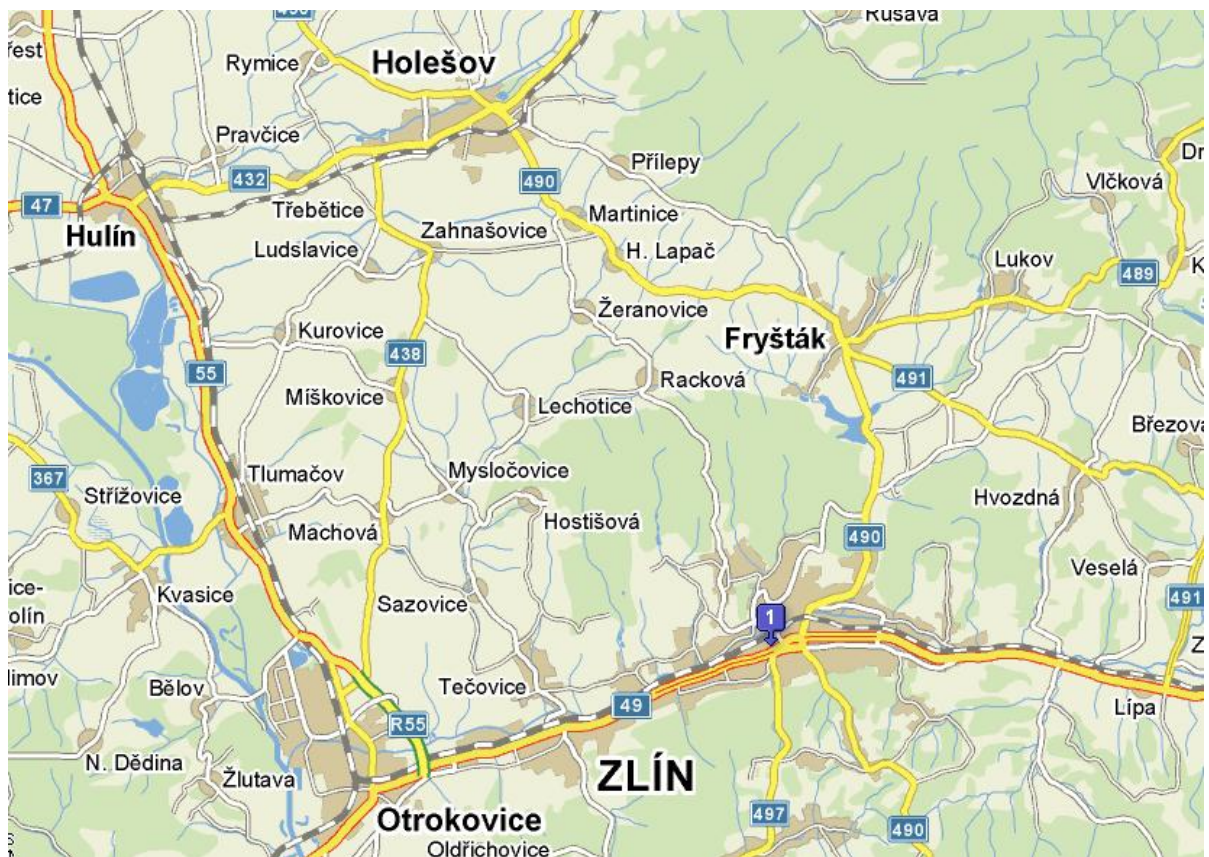 Rusava
Holešov
Rymice
Pravčice
432
Přílepy
490
Vlčková
47
Třebětice
Martinice
Hulín
Zahnašovice
Ludslavice
H. Lapač
Lukov
489
Žeranovice
Kurovice
Fryšták
438
55
Racková
491
Míškovice
Lechotice
Březová
367
Tlumačov
Mysločovice
Střížovice
Hvozdná
Hostišová
Machová
490
Veselá
Kvasice
491
Sazovice
1
Bělov
Tečovice
49
Lípa
R55
N. Dědina
ZLÍN
Žlutava
Otrokovice
497
490
Oldřichovice